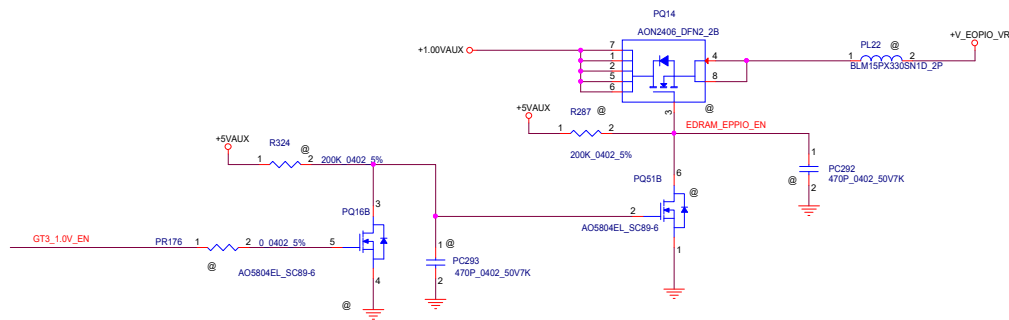 PQ14
AON2406_DFN2_2B
+V_EOPIO_VR
+1.00VAUX
7
1
2
5
6
4
8
3
PL22
@
1
2
BLM15PX330SN1D_2P
+5VAUX
R287
@
1
2
200K_0402_5%
@
EDRAM_EPPIO_EN
+5VAUX
R324
1
2
@
200K_0402_5%
1
2
PC292
470P_0402_50V7K
@
PQ51B
6
@
2
AO5804EL_SC89-6
1
PQ16B
3
GT3_1.0V_EN
PR176
1
2
0_0402_5%
5
@
AO5804EL_SC89-6
4
@
1
@
PC293
2
470P_0402_50V7K